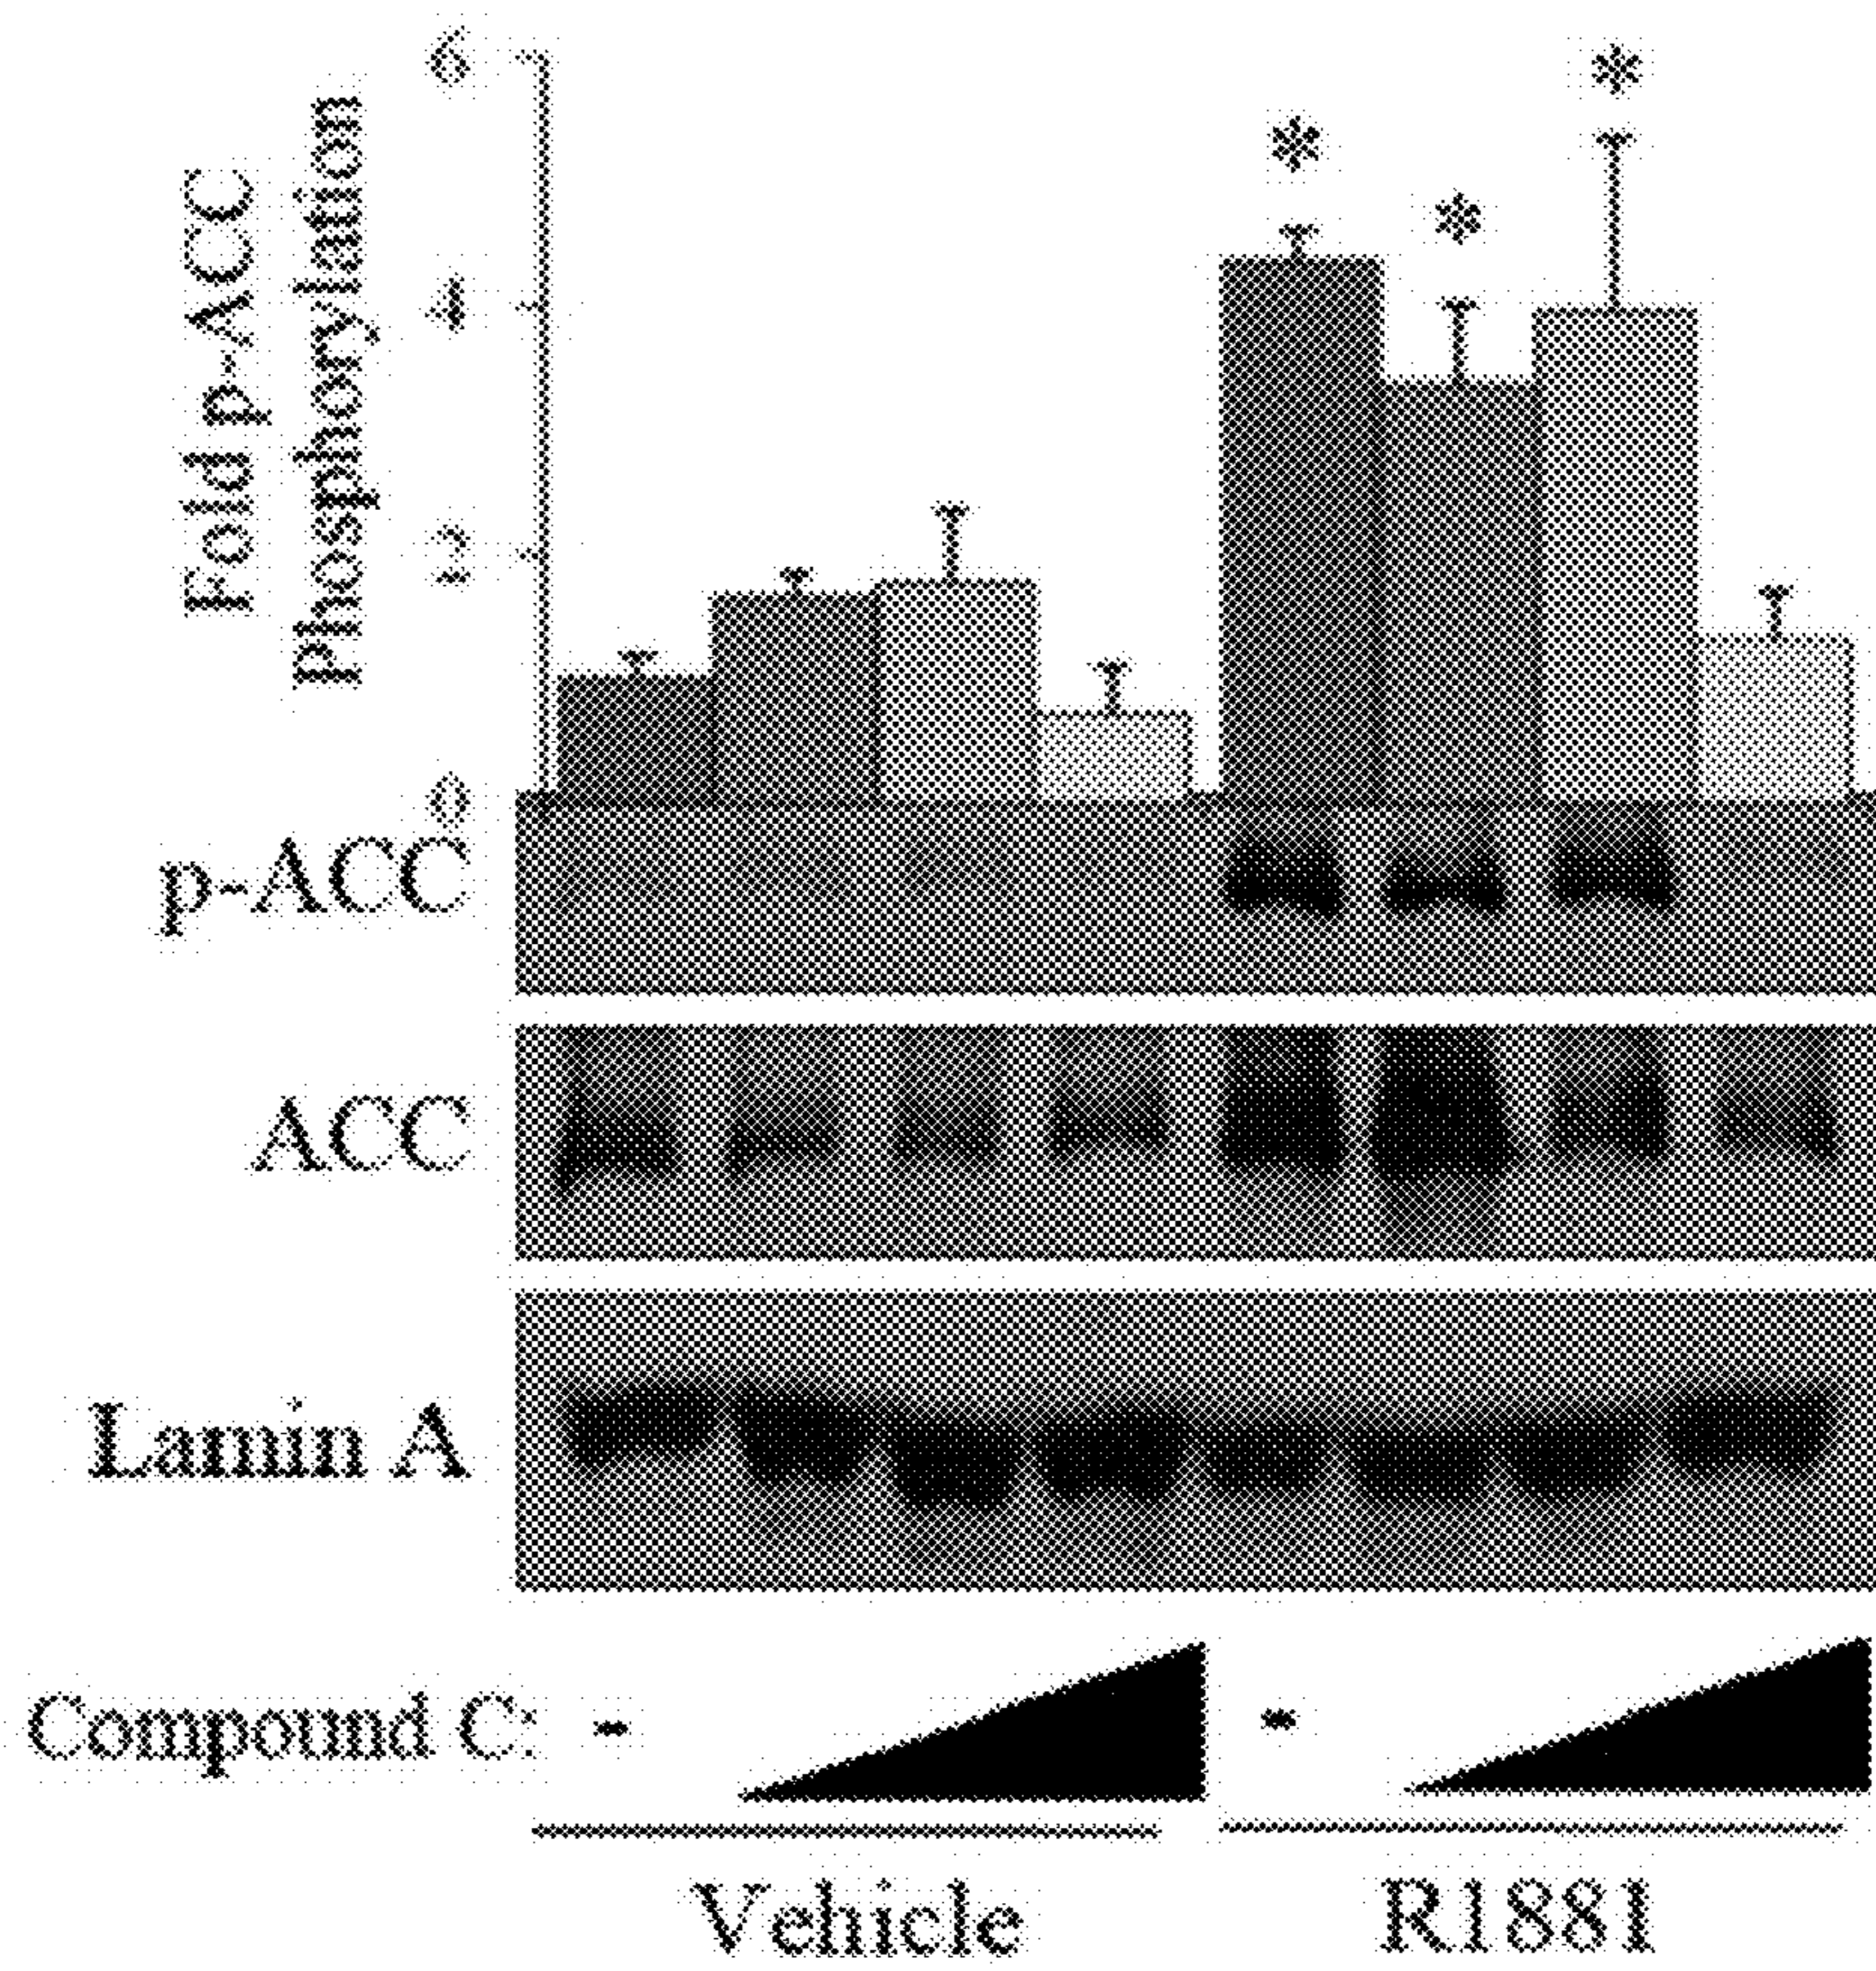 Fold p-ACC
Phosphorylation
6
4
2
0
* * *
p-ACC
ACC
Lamin A
Compound C: - -
Vehicle R1881